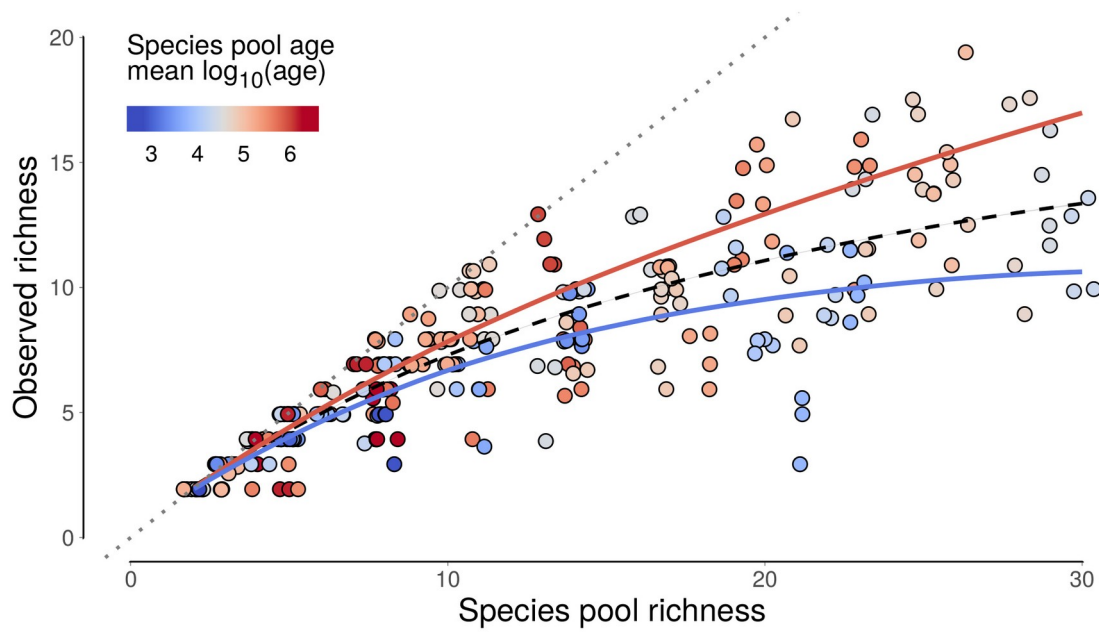 20
Species pool age
mean log10(age)
3 4 5 6
15
10
5
0
Observed richness
0 10 20 30
Species pool richness